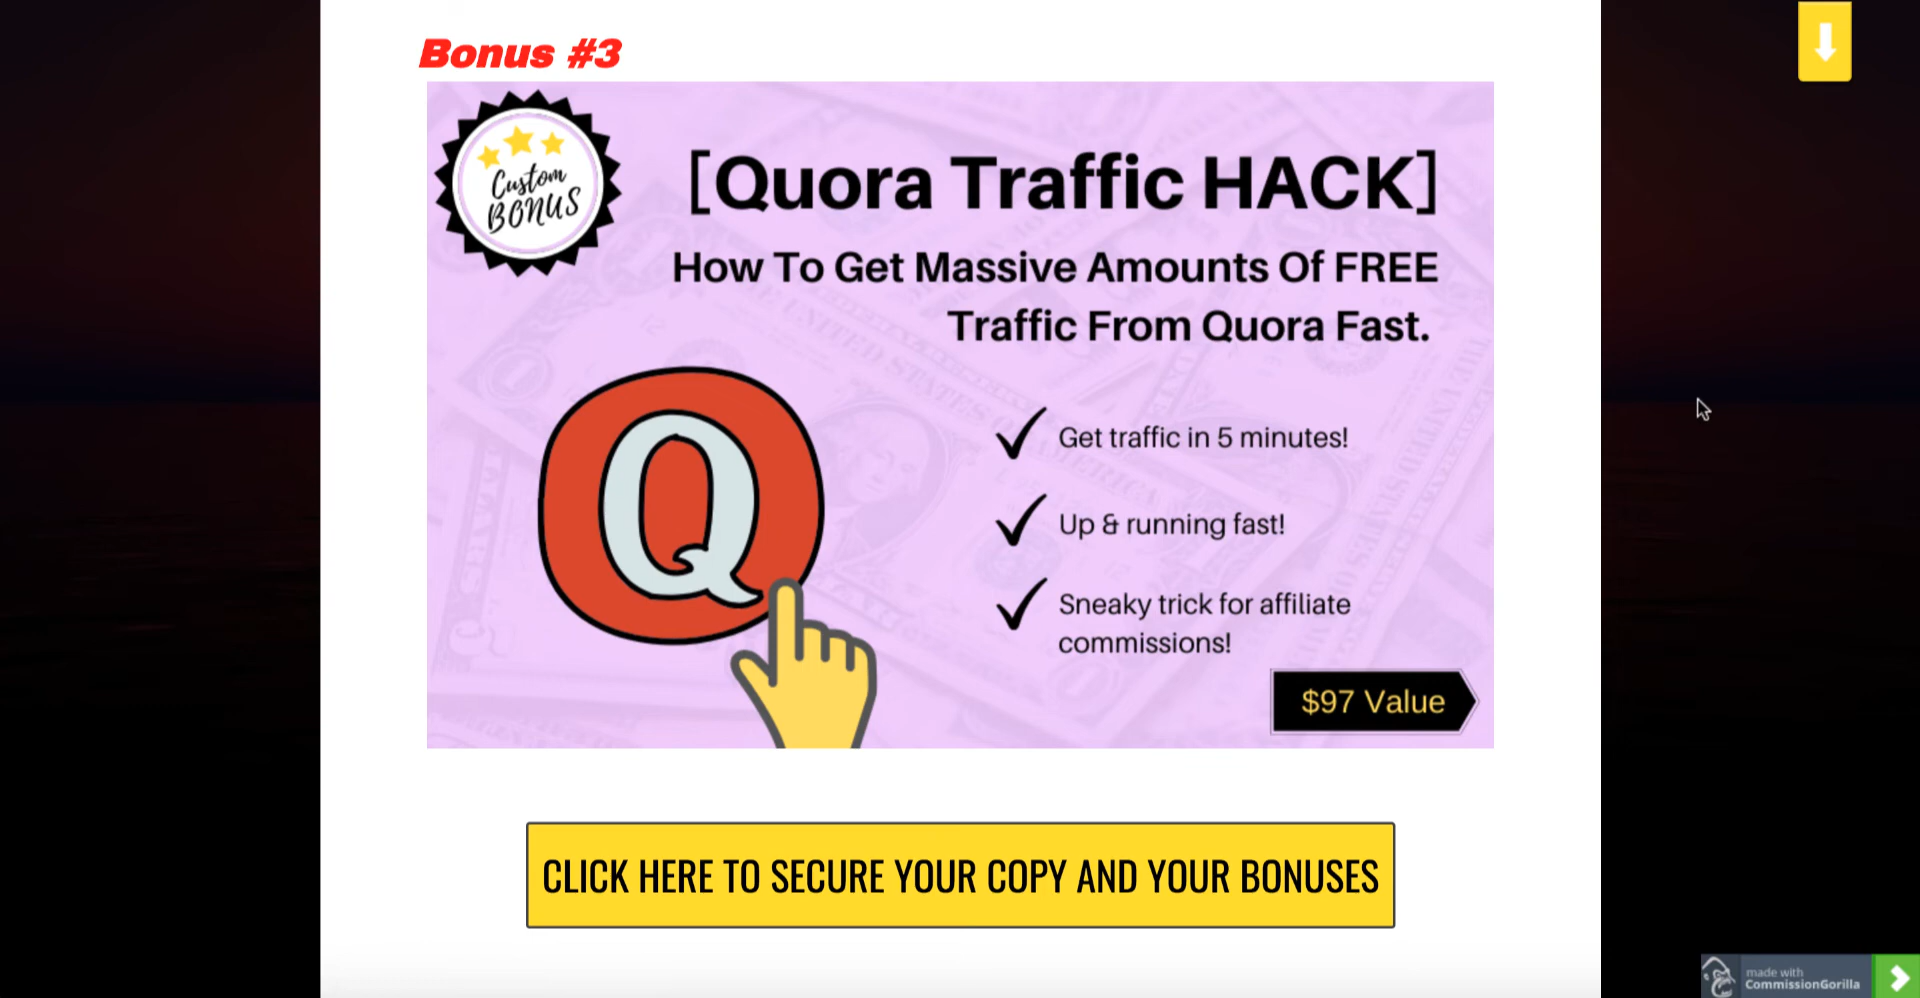 Bonus #3
Custom
BONUS
[Quora Traffic HACK]
How To Get Massive Amounts Of FREE
Traffic From Quora Fast.
Q
Get traffic in 5 minutes!
Up & running fast!
Sneaky trick for affiliate
commissions!
$97 Value
CLICK HERE TO SECURE YOUR COPY AND YOUR BONUSES
made with
CommissionGorilla